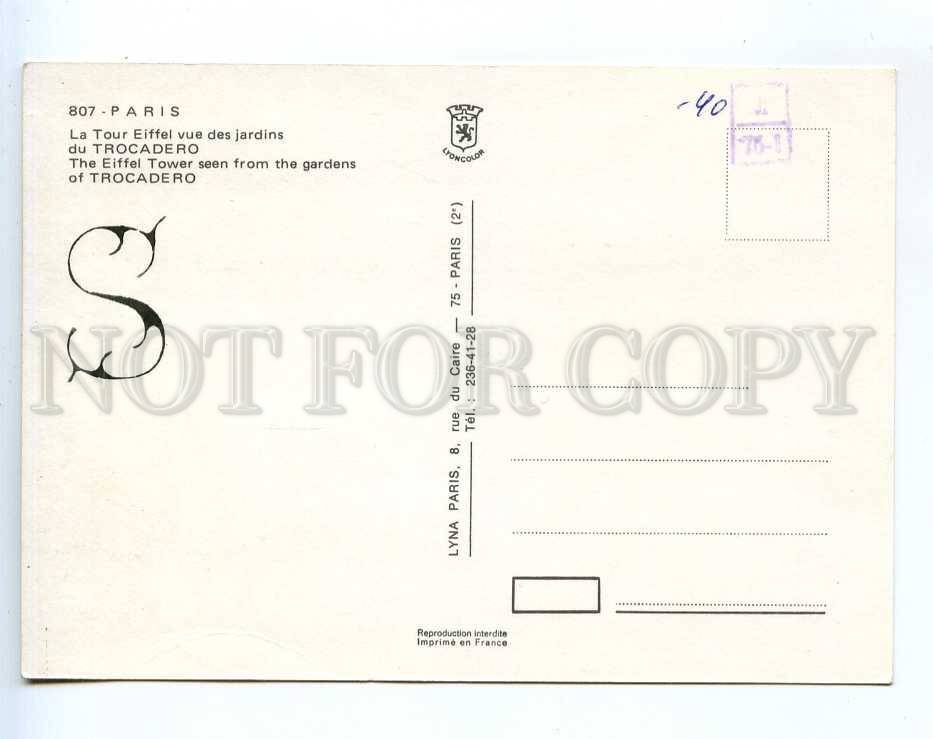 807 - PARIS
La Tour Eiffel vue des jardins
du TROCADERO
The Eiffel Tower seen from the gardens
of TROCADERO
LYONCOLOR
-40
76-1
S
NOT FOR COPY
LYNA PARIS, 8, rue du Caire — 75 - PARIS (2e)
Tél. : 236-41-28
Reproduction interdite
Imprimé en France